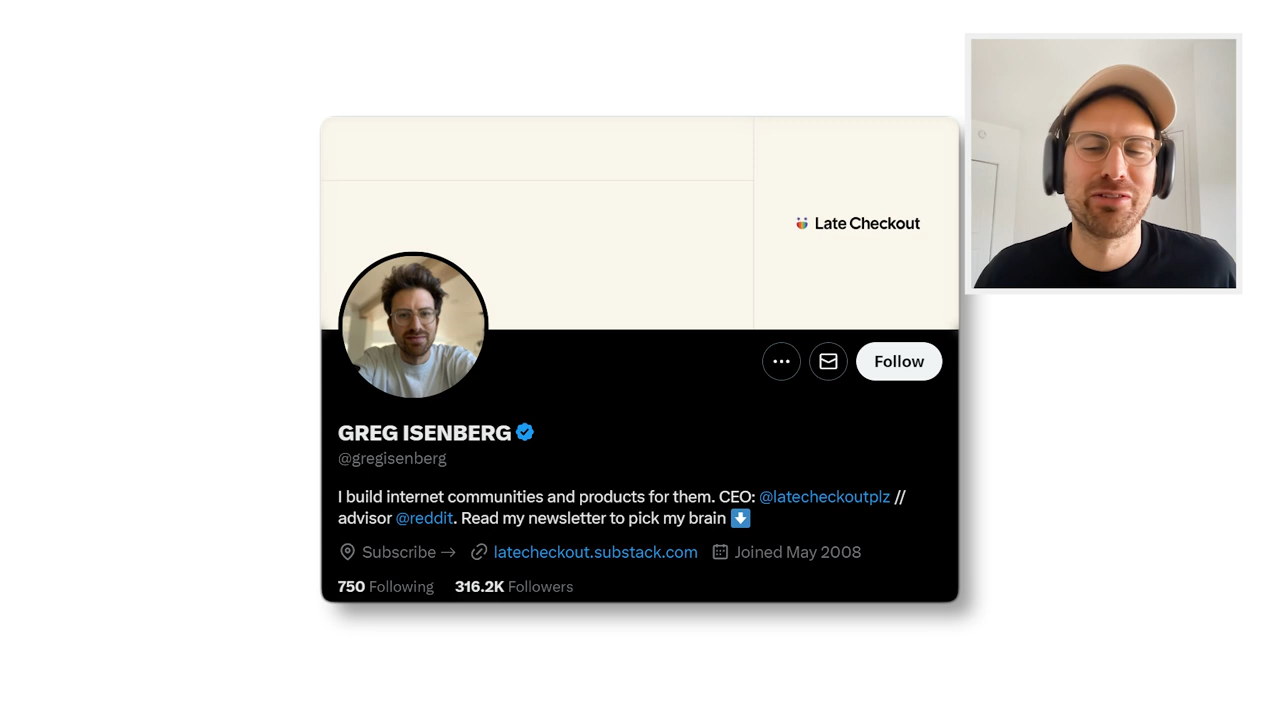 Late Checkout
Follow
GREG ISENBERG
@gregisenberg
I build internet communities and products for them. CEO: @latecheckoutplz //
advisor @reddit. Read my newsletter to pick my brain ⬇️
Subscribe → latecheckout.substack.com Joined May 2008
750 Following 316.2K Followers